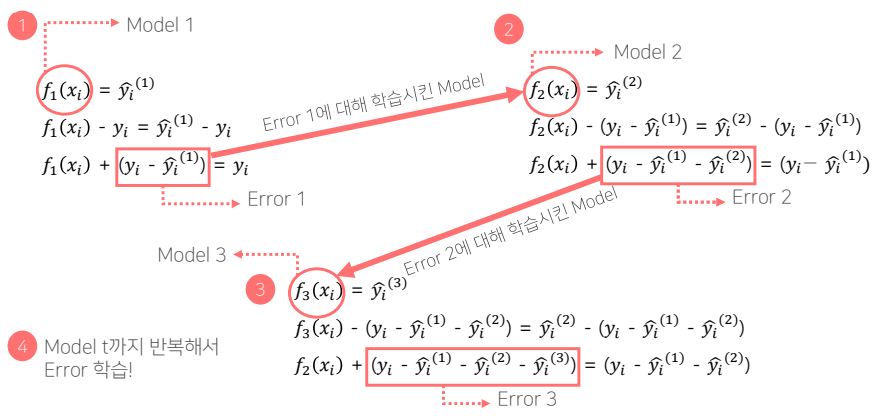 1
Model 1
f₁(xᵢ) = ŷᵢ⁽¹⁾
f₁(xᵢ) - yᵢ = ŷᵢ⁽¹⁾ - yᵢ
f₁(xᵢ) + (yᵢ - ŷᵢ⁽¹⁾) = yᵢ
Error 1
Error 1에 대해 학습시킨 Model
2
Model 2
f₂(xᵢ) = ŷᵢ⁽²⁾
f₂(xᵢ) - (yᵢ - ŷᵢ⁽¹⁾) = ŷᵢ⁽²⁾ - (yᵢ - ŷᵢ⁽¹⁾)
f₂(xᵢ) + (yᵢ - ŷᵢ⁽¹⁾ - ŷᵢ⁽²⁾) = (yᵢ− ŷᵢ⁽¹⁾)
Error 2
Error 2에 대해 학습시킨 Model
Model 3
3
f₃(xᵢ) = ŷᵢ⁽³⁾
f₃(xᵢ) - (yᵢ - ŷᵢ⁽¹⁾ - ŷᵢ⁽²⁾) = ŷᵢ⁽²⁾ - (yᵢ - ŷᵢ⁽¹⁾ - ŷᵢ⁽²⁾)
f₂(xᵢ) + (yᵢ - ŷᵢ⁽¹⁾ - ŷᵢ⁽²⁾ - ŷᵢ⁽³⁾) = (yᵢ - ŷᵢ⁽¹⁾ - ŷᵢ⁽²⁾)
Error 3
4
Model t까지 반복해서
Error 학습!